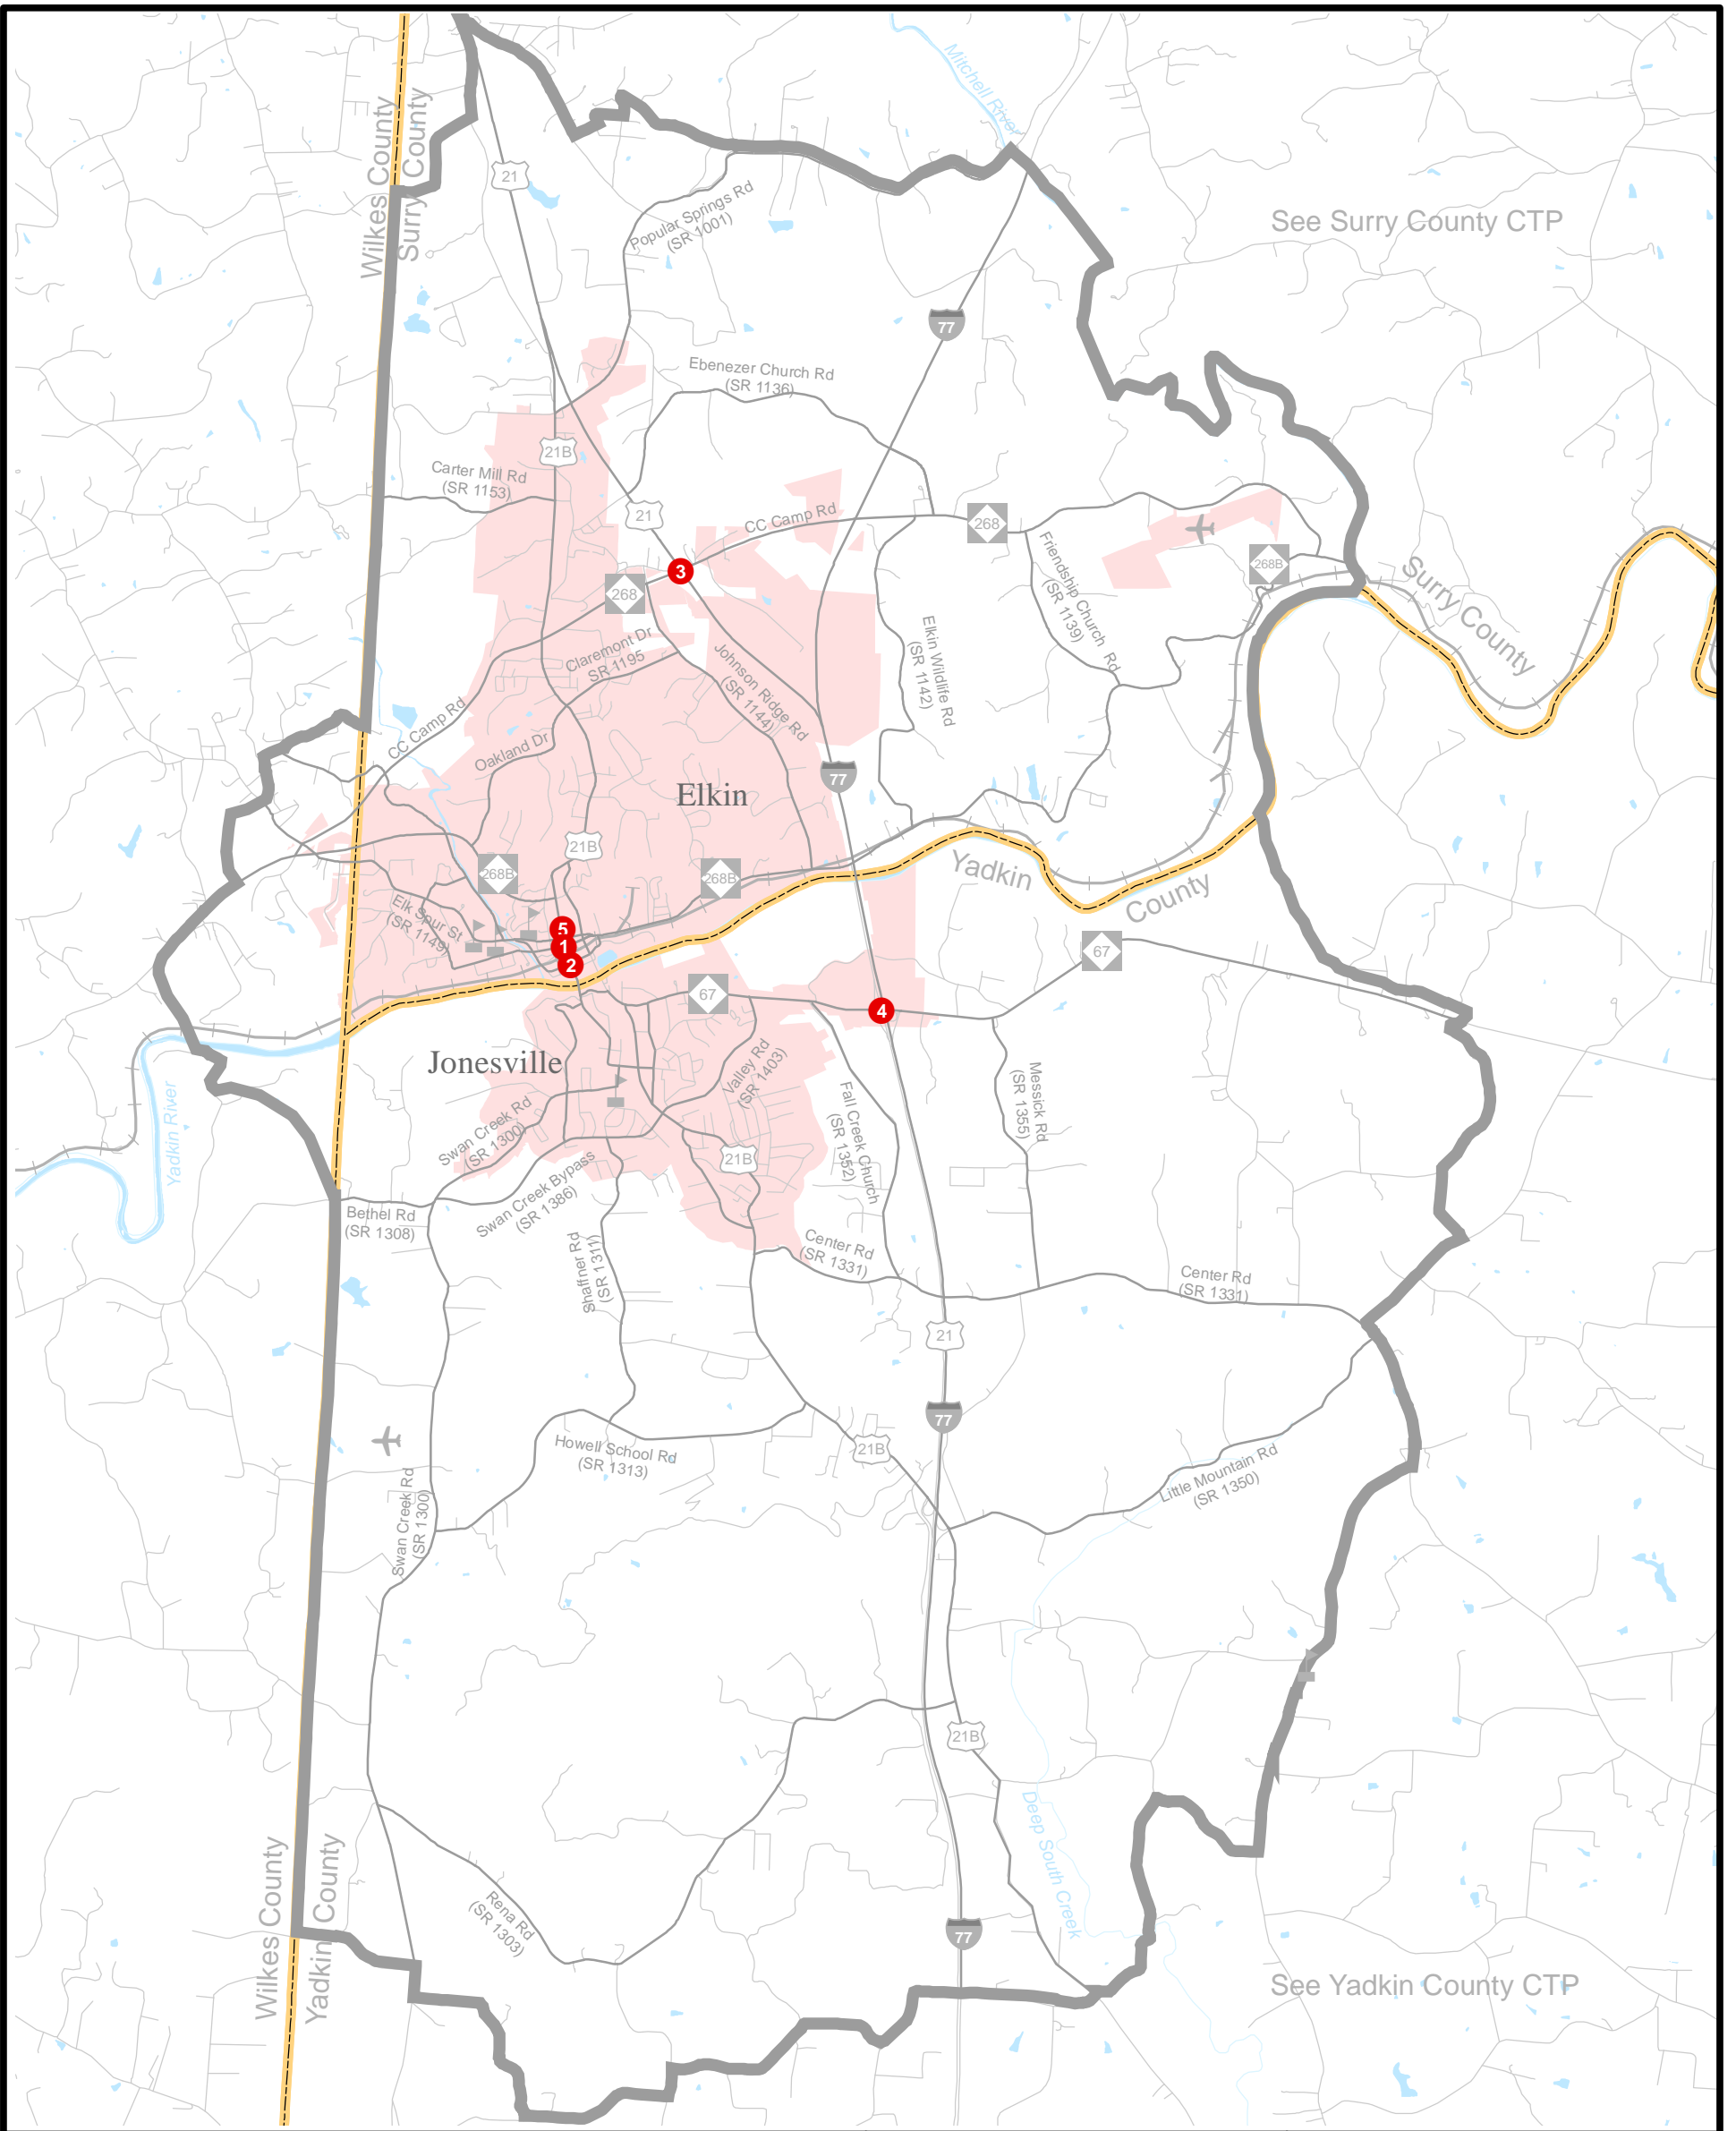 Mitchell River
Wilkes County
Surry County
21
Popular Springs Rd
(SR 1001)
See Surry County CTP
77
Ebenezer Church Rd
(SR 1136)
21B
Carter Mill Rd
(SR 1153)
21
CC Camp Rd
268
3
268
Friendship Church Rd
(SR 1139)
268B
Surry County
Claremont Dr
SR 1195
Elkin Wildlife Rd
(SR 1142)
Johnson Ridge Rd
(SR 1144)
CC Camp Rd
Oakland Dr
77
Elkin
21B
268B
268B
Yadkin
County
Elk Spur St
(SR 1149)
5
1
2
67
67
4
Jonesville
Valley Rd
(SR 1403)
Messick Rd
(SR 1355)
Fall Creek Church
(SR 1352)
Yadkin River
Swan Creek Rd
(SR 1300)
21B
Swan Creek Bypass
(SR 1386)
Bethel Rd
(SR 1308)
Shaffner Rd
(SR 1311)
Center Rd
(SR 1331)
Center Rd
(SR 1331)
21
77
Howell School Rd
(SR 1313)
21B
Little Mountain Rd
(SR 1350)
Swan Creek Rd
(SR 1300)
21B
Deep South Creek
Wilkes County
Yadkin County
Rena Rd
(SR 1303)
77
See Yadkin County CTP